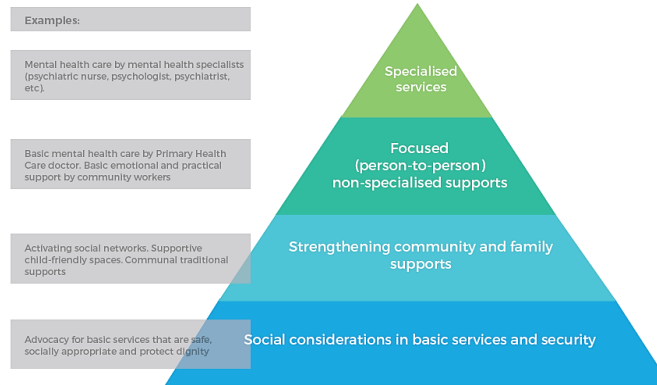 Examples:
Mental health care by mental health specialists
(psychiatric nurse, psychologist, psychiatrist,
etc).
Specialised
services
Basic mental health care by Primary Health
Care doctor. Basic emotional and practical
support by community workers
Focused
(person-to-person)
non-specialised supports
Activating social networks. Supportive
child-friendly spaces. Communal traditional
supports
Strengthening community and family
supports
Advocacy for basic services that are safe,
socially appropriate and protect dignity
Social considerations in basic services and security